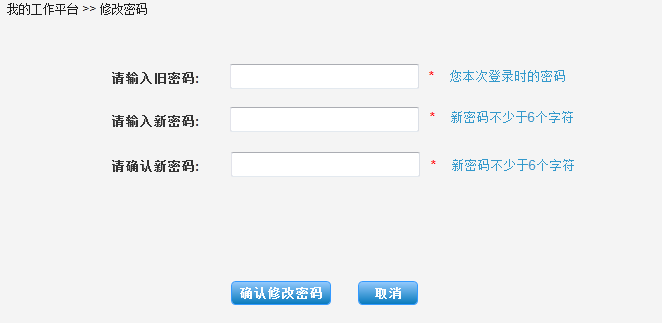 我的工作平台 >> 修改密码
请输入旧密码: * 您本次登录时的密码
请输入新密码: * 新密码不少于6个字符
请确认新密码: * 新密码不少于6个字符
确认修改密码 取消